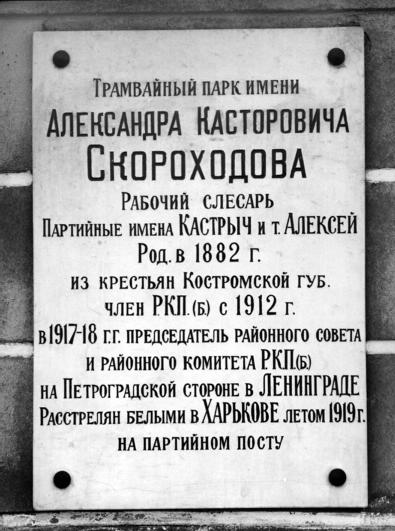 Трамвайный парк имени
Александра Касторовича
Скороходова
Рабочий слесарь
Партийные имена Кастрыч и т. Алексей
Род. в 1882 г.
из крестьян Костромской губ.
член РКП.(б.) с 1912 г.
в 1917-18 г.г. председатель районного совета
и районного комитета РКП(б)
на Петроградской стороне в Ленинграде
Расстрелян белыми в Харькове летом 1919 г.
на партийном посту